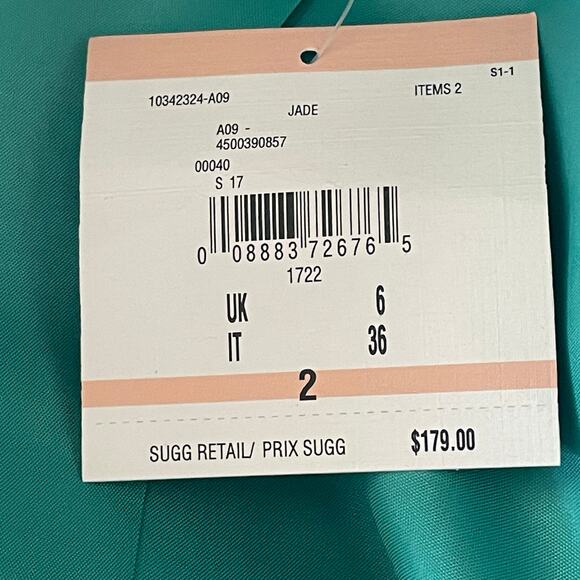 S1-1
10342324-A09 ITEMS 2
JADE
A09 -
4500390857
00040
S 17
0 08883 72676 5
1722
UK 6
IT 36
2
SUGG RETAIL/ PRIX SUGG $179.00